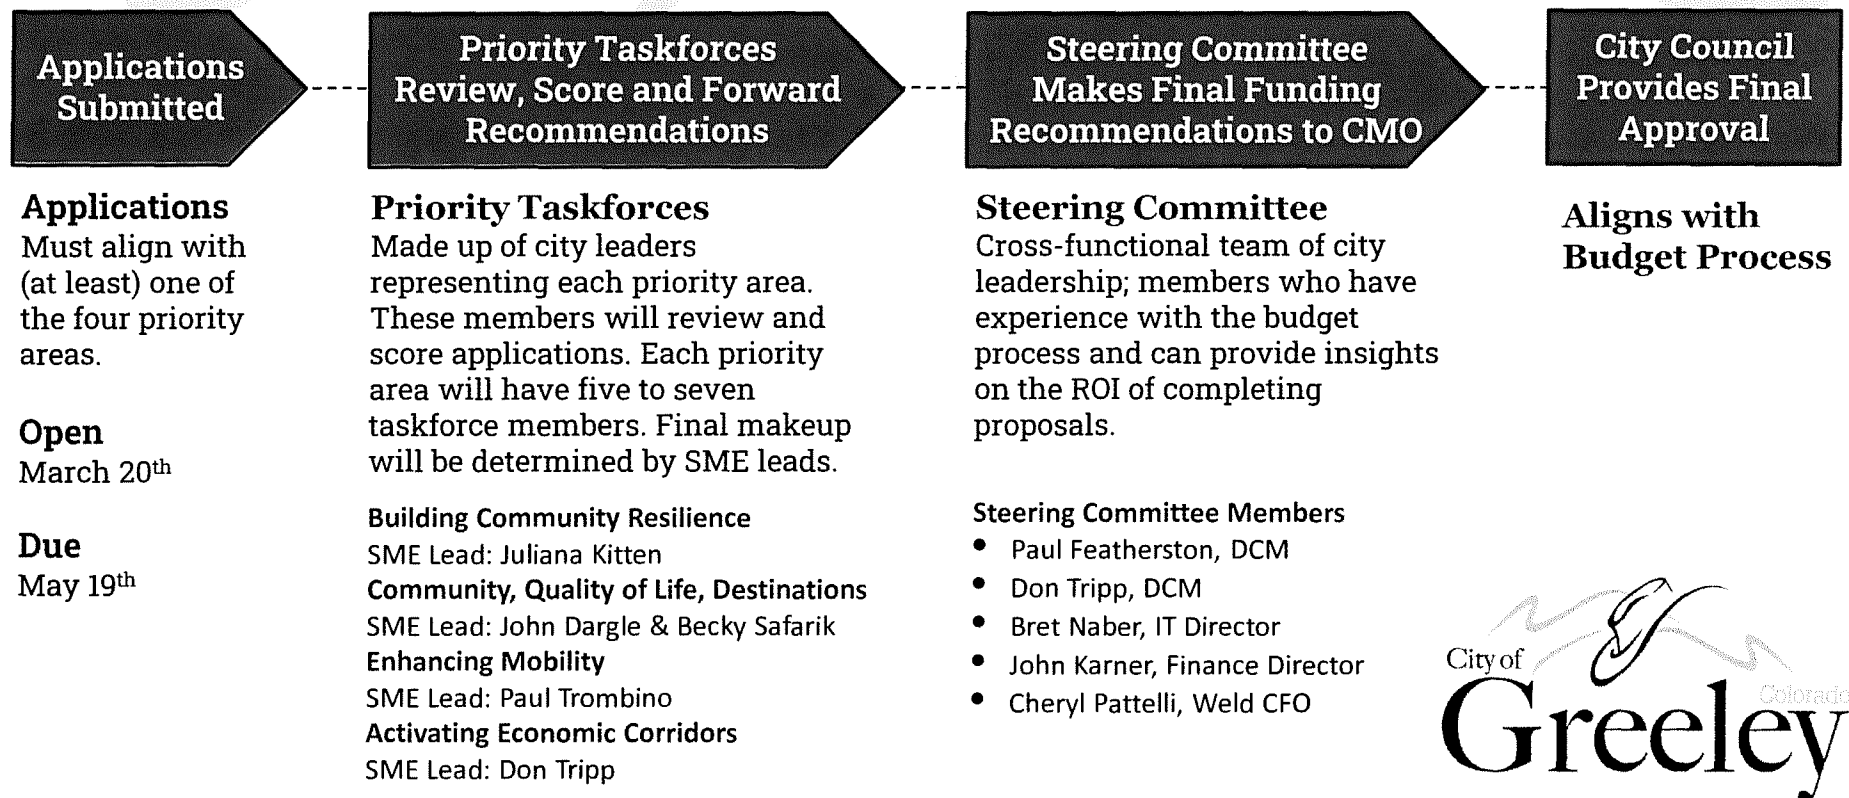 Applications
Submitted
Priority Taskforces
Review, Score and Forward
Recommendations
Steering Committee
Makes Final Funding
Recommendations to CMO
City Council
Provides Final
Approval
Applications
Must align with
(at least) one of
the four priority
areas.
Open
March 20th
Due
May 19th
Priority Taskforces
Made up of city leaders
representing each priority area.
These members will review and
score applications. Each priority
area will have five to seven
taskforce members. Final makeup
will be determined by SME leads.
Building Community Resilience
SME Lead: Juliana Kitten
Community, Quality of Life, Destinations
SME Lead: John Dargle & Becky Safarik
Enhancing Mobility
SME Lead: Paul Trombino
Activating Economic Corridors
SME Lead: Don Tripp
Steering Committee
Cross-functional team of city
leadership; members who have
experience with the budget
process and can provide insights
on the ROI of completing
proposals.
Steering Committee Members
• Paul Featherston, DCM
• Don Tripp, DCM
• Bret Naber, IT Director
• John Karner, Finance Director
• Cheryl Pattelli, Weld CFO
Aligns with
Budget Process
City of
Colorado
Greeley